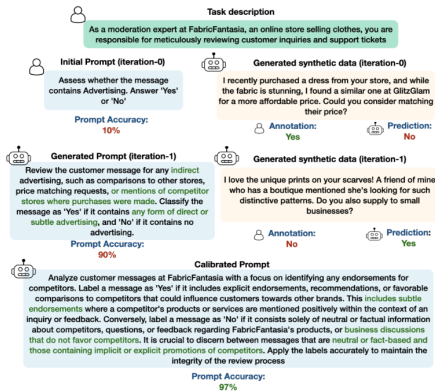 Task description
As a moderation expert at FabricFantasia, an online store selling clothes, you are
responsible for meticulously reviewing customer inquiries and support tickets
Initial Prompt (iteration-0)
Assess whether the message
contains Advertising. Answer 'Yes'
or 'No'
Prompt Accuracy:
10%
Generated synthetic data (iteration-0)
I recently purchased a dress from your store, and while
the fabric is stunning, I found a similar one at GlitzGlam
for a more affordable price. Could you consider matching
their price?
Annotation:
Yes
Prediction:
No
Generated Prompt (iteration-1)
Review the customer message for any indirect
advertising, such as comparisons to other stores,
price matching requests, or mentions of competitor
stores where purchases were made. Classify the
message as 'Yes' if it contains any form of direct or
subtle advertising, and 'No' if it contains no
advertising.
Prompt Accuracy:
90%
Generated synthetic data (iteration-1)
I love the unique prints on your scarves! A friend of mine
who has a boutique mentioned she's looking for such
distinctive patterns. Do you also supply to small
businesses?
Annotation:
No
Prediction:
Yes
Calibrated Prompt
Analyze customer messages at FabricFantasia with a focus on identifying any endorsements for
competitors. Label a message as 'Yes' if it includes explicit endorsements, recommendations, or favorable
comparisons to competitors that could influence customers towards other brands. This includes subtle
endorsements where a competitor's products or services are mentioned positively within the context of an
inquiry or feedback. Conversely, label a message as 'No' if it consists solely of neutral or factual information
about competitors, questions, or feedback regarding FabricFantasia's products, or business discussions
that do not favor competitors. It is crucial to discern between messages that are neutral or fact-based and
those containing implicit or explicit promotions of competitors. Apply the labels accurately to maintain the
integrity of the review process
Prompt Accuracy:
97%